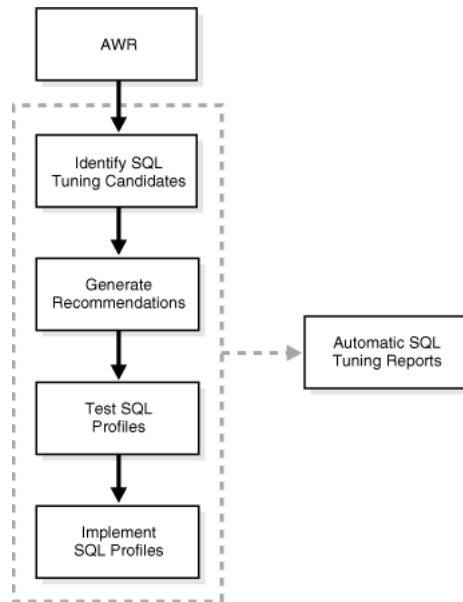 AWR
Identify SQL
Tuning Candidates
Generate
Recommendations
Automatic SQL
Tuning Reports
Test SQL
Profiles
Implement
SQL Profiles